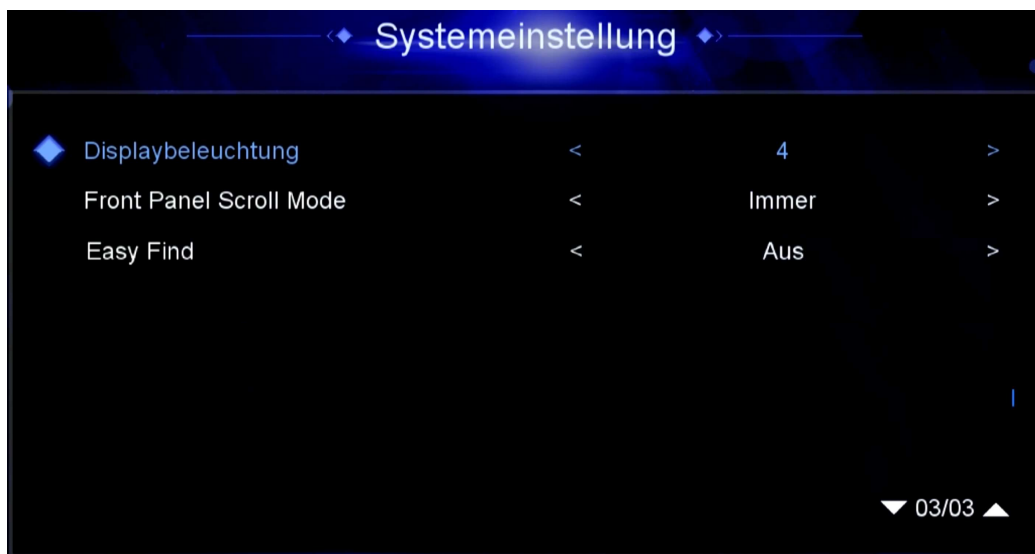 Systemeinstellung
Displaybeleuchtung < 4 >
Front Panel Scroll Mode < Immer >
Easy Find < Aus >
03/03